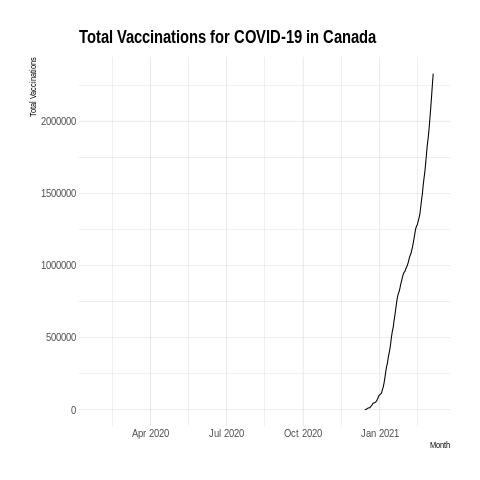 Total Vaccinations for COVID-19 in Canada
Total Vaccinations
2000000
1500000
1000000
500000
0
Apr 2020
Jul 2020
Oct 2020
Jan 2021
Month